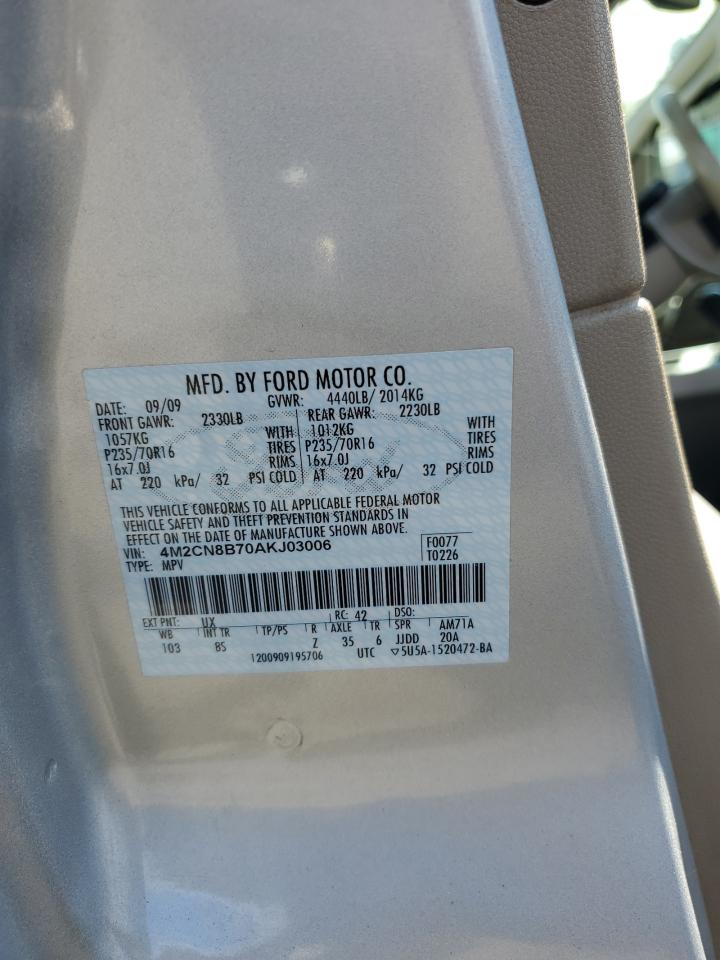 MFD. BY FORD MOTOR CO.
DATE: 09/09 GVWR: 4440LB/ 2014KG
FRONT GAWR: 2330LB REAR GAWR: 2230LB
1057KG WITH 1012KG WITH
P235/70R16 TIRES P235/70R16 TIRES
16x7.0J RIMS 16x7.0J RIMS
AT 220 kPa/ 32 PSI COLD AT 220 kPa/ 32 PSI COLD
THIS VEHICLE CONFORMS TO ALL APPLICABLE FEDERAL MOTOR
VEHICLE SAFETY AND THEFT PREVENTION STANDARDS IN
EFFECT ON THE DATE OF MANUFACTURE SHOWN ABOVE.
VIN: 4M2CN8B70AKJ03006 F0077
TYPE: MPV T0226
EXT PNT: UX RC: 42 DSO:
WB INT TR TP/PS R AXLE TR SPR AM71A
103 8S Z 35 6 JJDD 20A
1200909195706 UTC ▽5U5A-1520472-BA